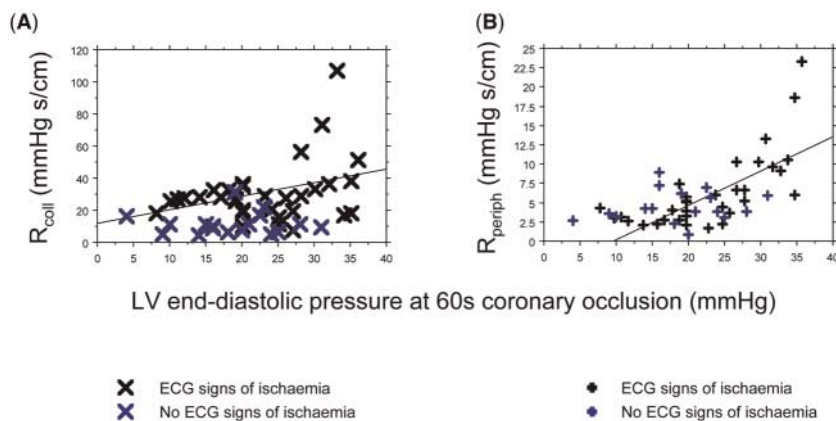 (A)
(B)
R coll (mmHg s/cm)
120
100
80
60
40
20
0
0 5 10 15 20 25 30 35 40
R periph (mmHg s/cm)
25
22.5
20
17.5
15
12.5
10
7.5
5
2.5
0
0 5 10 15 20 25 30 35 40
LV end-diastolic pressure at 60s coronary occlusion (mmHg)
ECG signs of ischaemia
No ECG signs of ischaemia
ECG signs of ischaemia
No ECG signs of ischaemia